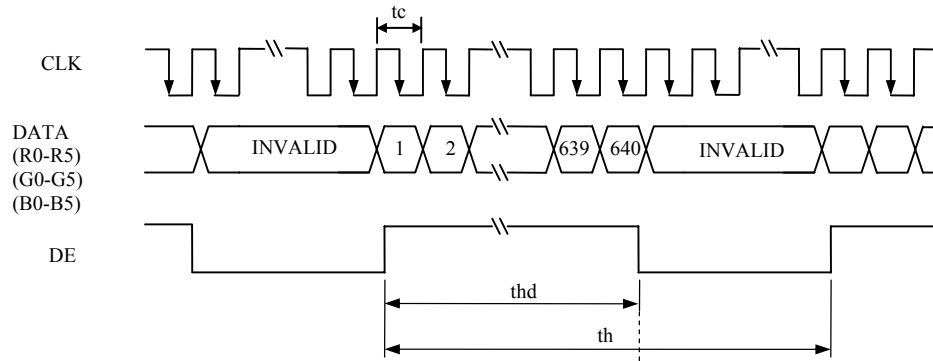 tc
CLK
DATA
(R0-R5)
(G0-G5)
(B0-B5)
INVALID 1 2 639 640 INVALID
DE
thd
th